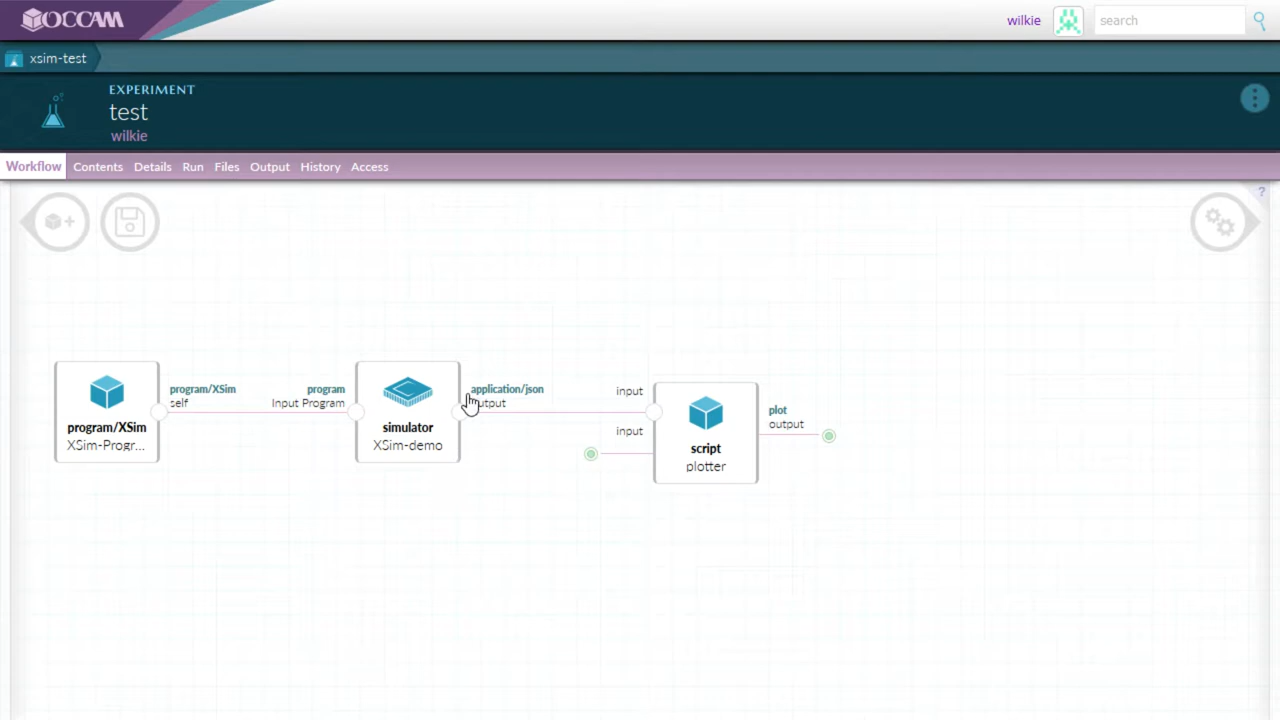 OCCAM
wilkie
search
xsim-test
EXPERIMENT
test
wilkie
Workflow Contents Details Run Files Output History Access
?
program/XSim
self
program
Input Program
application/json
output
input
input
plot
output
program/XSim
XSim-Progr...
simulator
XSim-demo
script
plotter